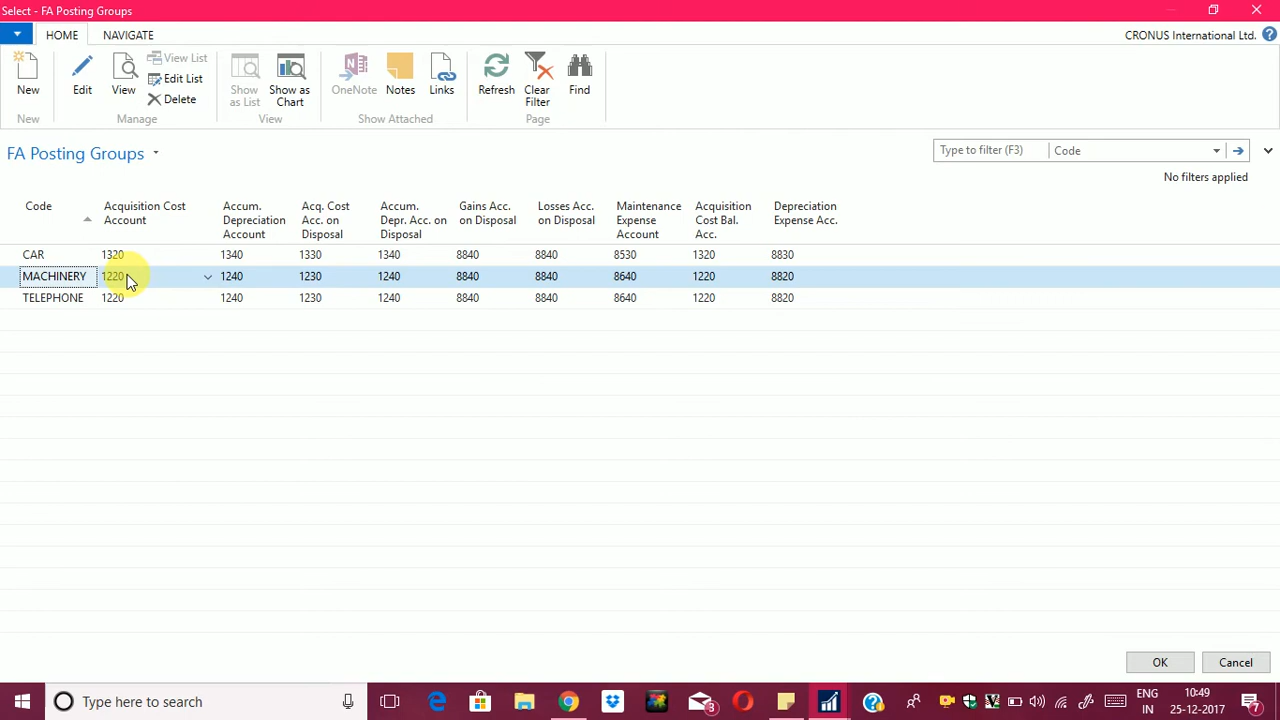 Select - FA Posting Groups
HOME NAVIGATE CRONUS International Ltd.
New
Edit
View
View List
Edit List
Delete
Show as List
Show as Chart
OneNote
Notes
Links
Refresh
Clear Filter
Find
New Manage View Show Attached Page
FA Posting Groups Type to filter (F3) Code
No filters applied
Code
Acquisition Cost Account
Accum. Depreciation Account
Acq. Cost Acc. on Disposal
Accum. Depr. Acc. on Disposal
Gains Acc. on Disposal
Losses Acc. on Disposal
Maintenance Expense Account
Acquisition Cost Bal. Acc.
Depreciation Expense Acc.
CAR 1320 1340 1330 1340 8840 8840 8530 1320 8830
MACHINERY 1220 1240 1230 1240 8840 8840 8640 1220 8820
TELEPHONE 1220 1240 1230 1240 8840 8840 8640 1220 8820
OK Cancel
Type here to search
3
ENG
IN
10:49
25-12-2017
7